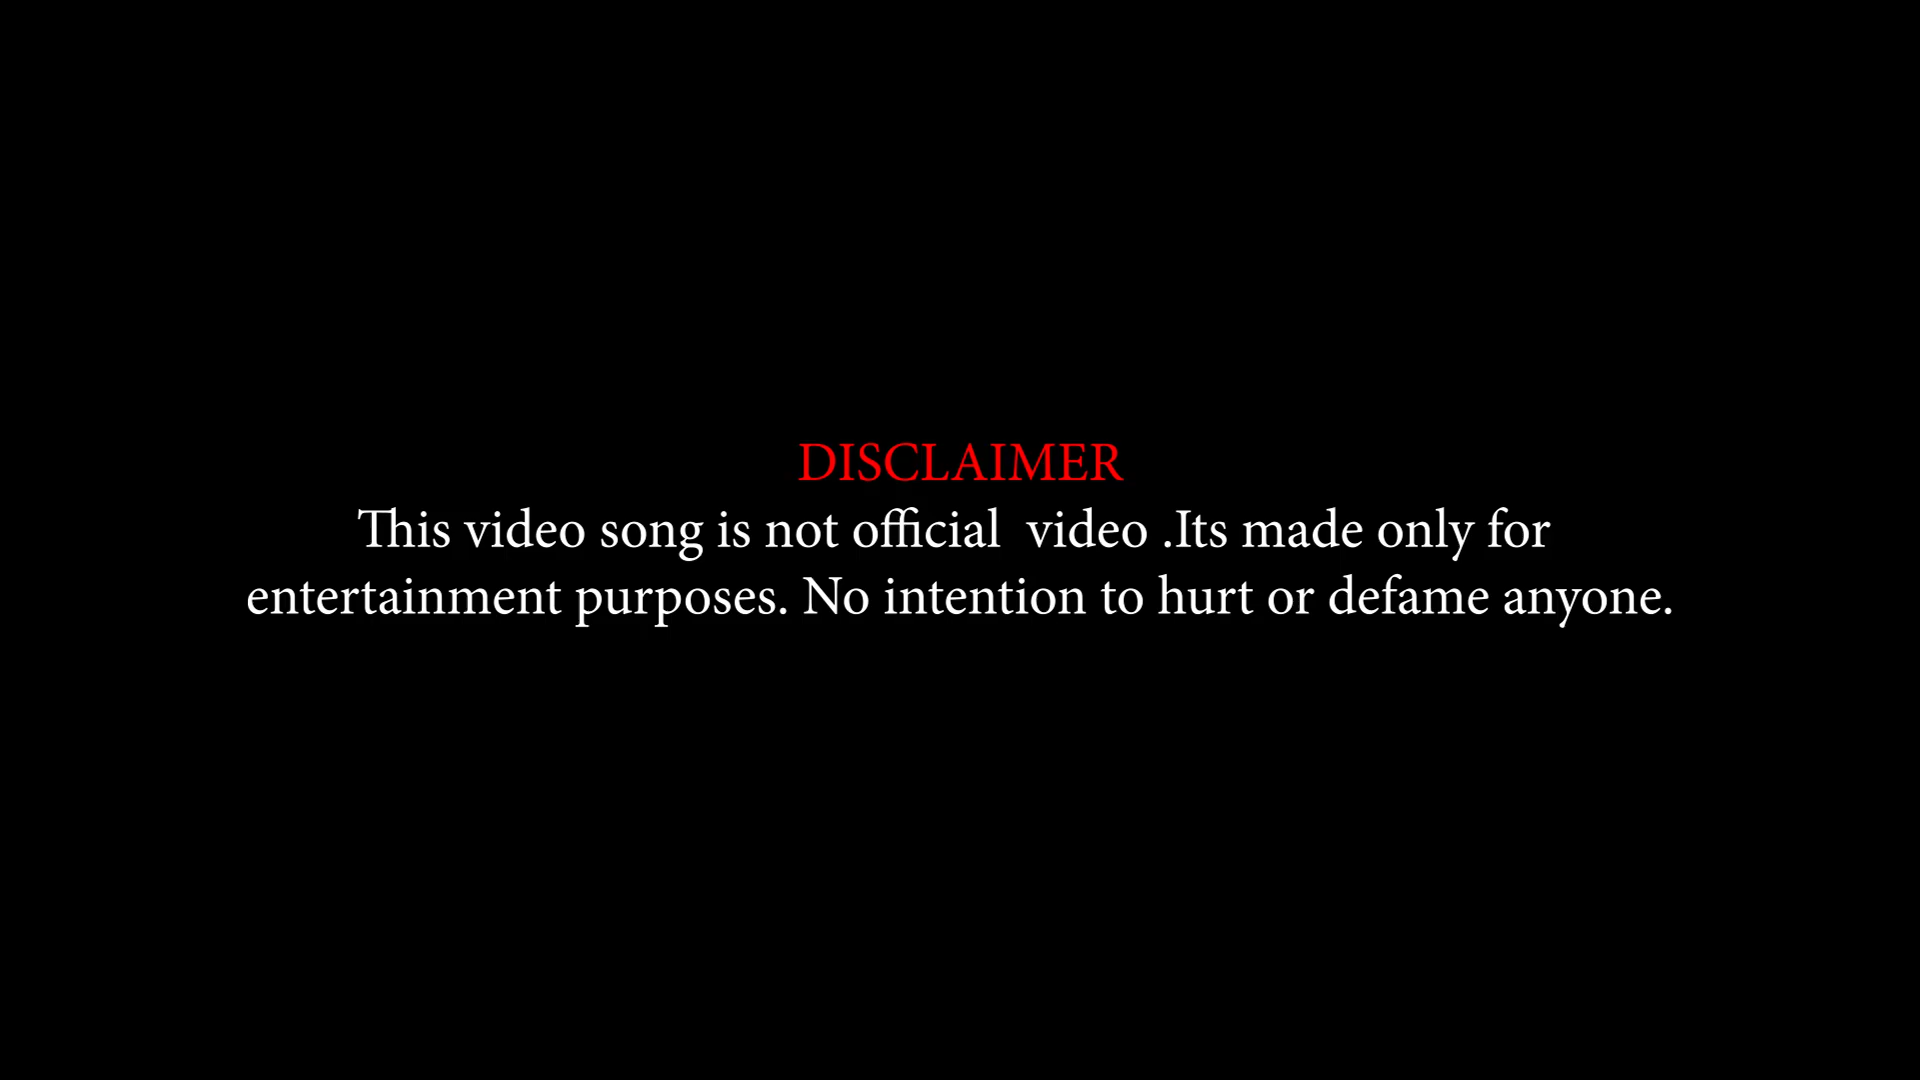 DISCLAIMER
This video song is not official  video .Its made only for
entertainment purposes. No intention to hurt or defame anyone.